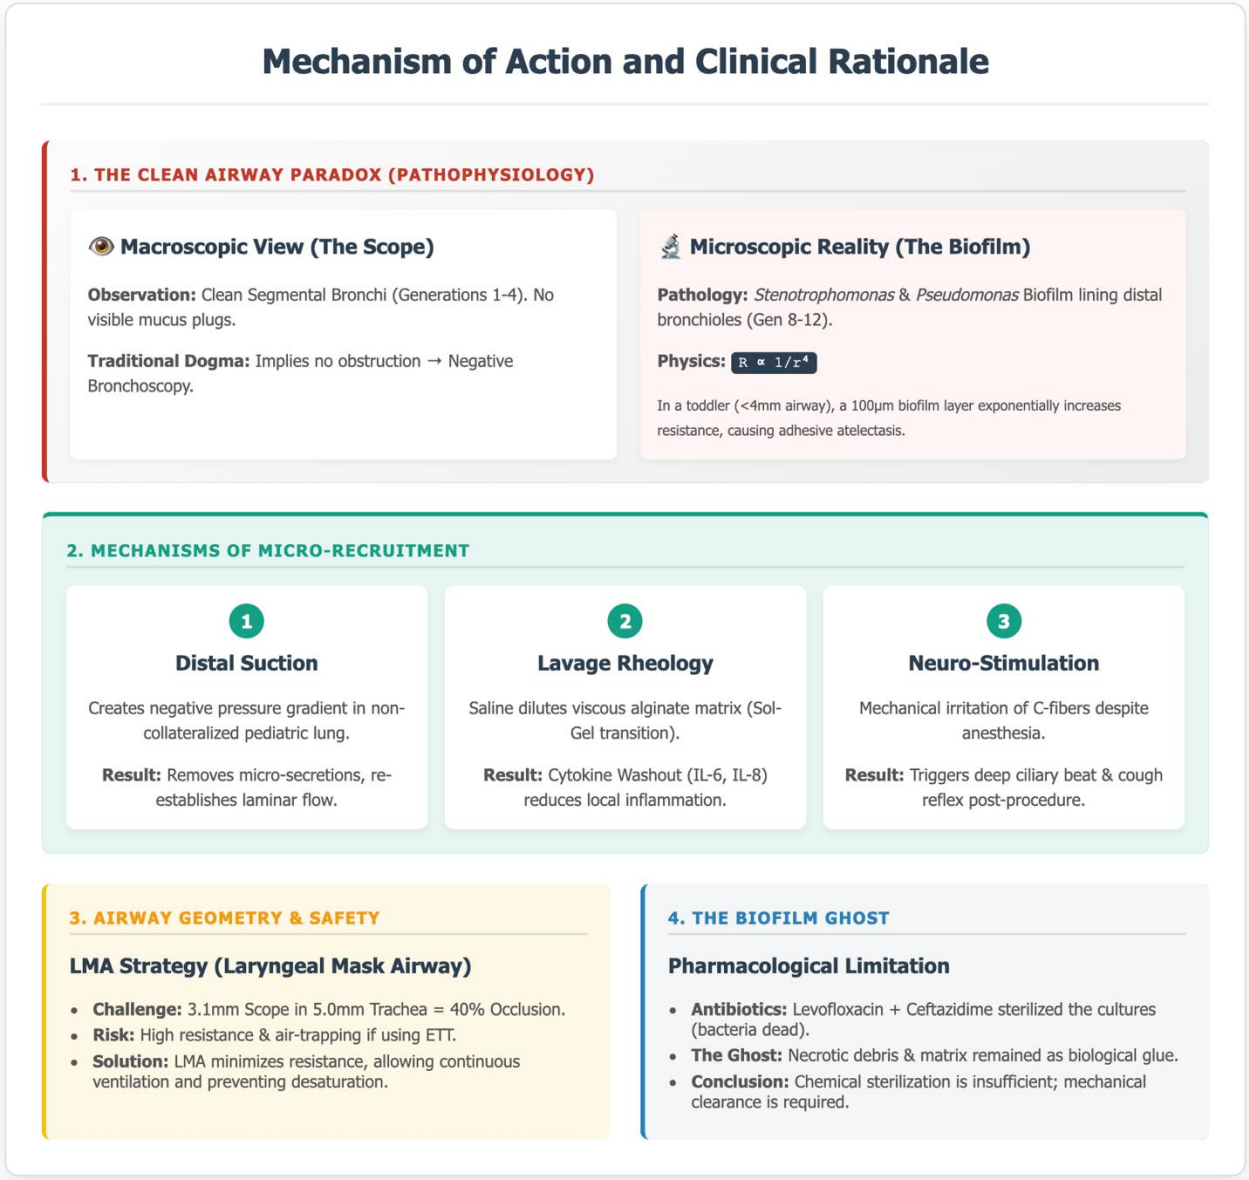 Mechanism of Action and Clinical Rationale
1. THE CLEAN AIRWAY PARADOX (PATHOPHYSIOLOGY)
Macroscopic View (The Scope)
Observation: Clean Segmental Bronchi (Generations 1-4). No
visible mucus plugs.
Traditional Dogma: Implies no obstruction → Negative
Bronchoscopy.
Microscopic Reality (The Biofilm)
Pathology: Stenotrophomonas & Pseudomonas Biofilm lining distal
bronchioles (Gen 8-12).
Physics: R ∝ 1/r⁴
In a toddler (<4mm airway), a 100μm biofilm layer exponentially increases
resistance, causing adhesive atelectasis.
2. MECHANISMS OF MICRO-RECRUITMENT
1
Distal Suction
Creates negative pressure gradient in non-
collateralized pediatric lung.
Result: Removes micro-secretions, re-
establishes laminar flow.
2
Lavage Rheology
Saline dilutes viscous alginate matrix (Sol-
Gel transition).
Result: Cytokine Washout (IL-6, IL-8)
reduces local inflammation.
3
Neuro-Stimulation
Mechanical irritation of C-fibers despite
anesthesia.
Result: Triggers deep ciliary beat & cough
reflex post-procedure.
3. AIRWAY GEOMETRY & SAFETY
LMA Strategy (Laryngeal Mask Airway)
• Challenge: 3.1mm Scope in 5.0mm Trachea = 40% Occlusion.
• Risk: High resistance & air-trapping if using ETT.
• Solution: LMA minimizes resistance, allowing continuous
ventilation and preventing desaturation.
4. THE BIOFILM GHOST
Pharmacological Limitation
• Antibiotics: Levofloxacin + Ceftazidime sterilized the cultures
(bacteria dead).
• The Ghost: Necrotic debris & matrix remained as biological glue.
• Conclusion: Chemical sterilization is insufficient; mechanical
clearance is required.